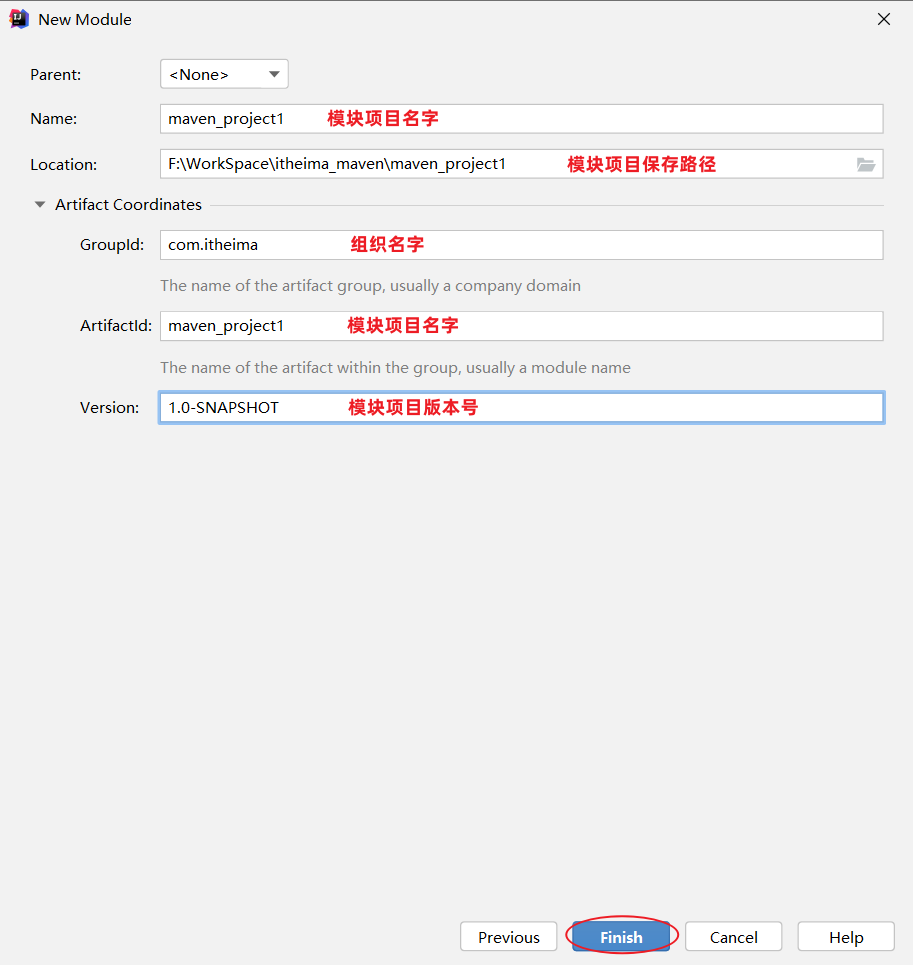 New Module
Parent: <None>
Name: maven_project1 模块项目名字
Location: F:\WorkSpace\itheima_maven\maven_project1 模块项目保存路径
Artifact Coordinates
GroupId: com.itheima 组织名字
The name of the artifact group, usually a company domain
ArtifactId: maven_project1 模块项目名字
The name of the artifact within the group, usually a module name
Version: 1.0-SNAPSHOT 模块项目版本号
Previous Finish Cancel Help